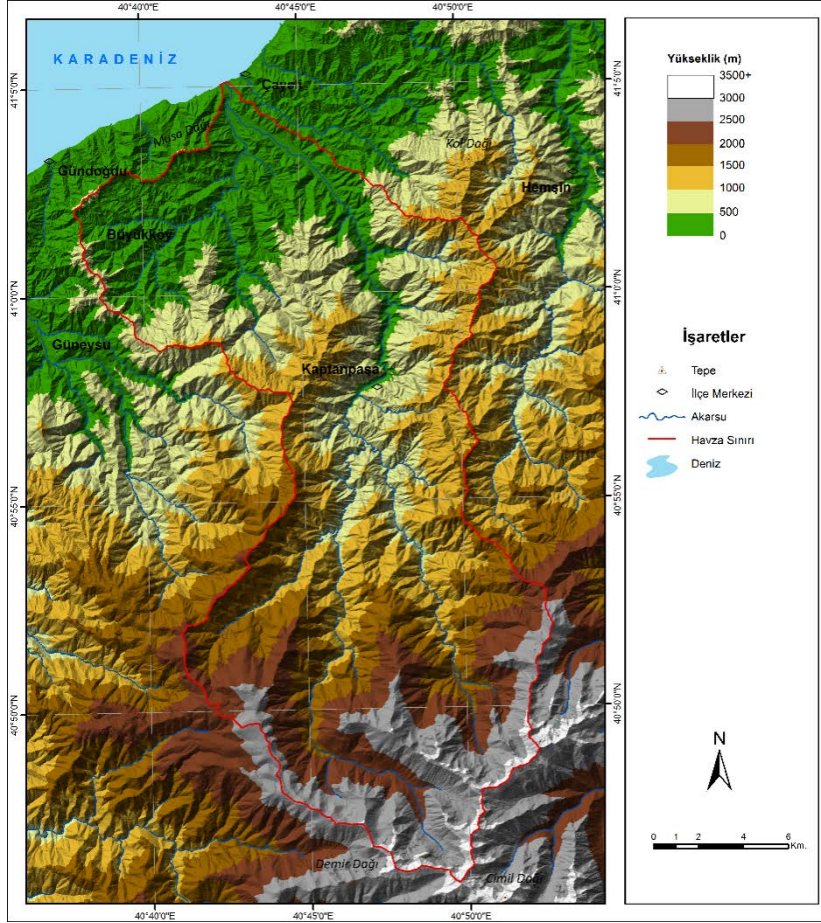 40°40'0"E
40°45'0"E
40°50'0"E
KARADENİZ
Çayeli
41°5'0"N
41°5'0"N
Musa Dağı
Kol Dağı
Gündoğdu
Hemşin
Büyükköy
41°0'0"N
41°0'0"N
Güneysu
Kaptanpaşa
40°55'0"N
40°55'0"N
40°50'0"N
40°50'0"N
Demir Dağı
Cimil Dağı
40°40'0"E
40°45'0"E
40°50'0"E
Yükseklik (m)
3500+
3000
2500
2000
1500
1000
500
0
İşaretler
Tepe
İlçe Merkezi
Akarsu
Havza Sınırı
Deniz
N
0 1 2 4 6
Km.